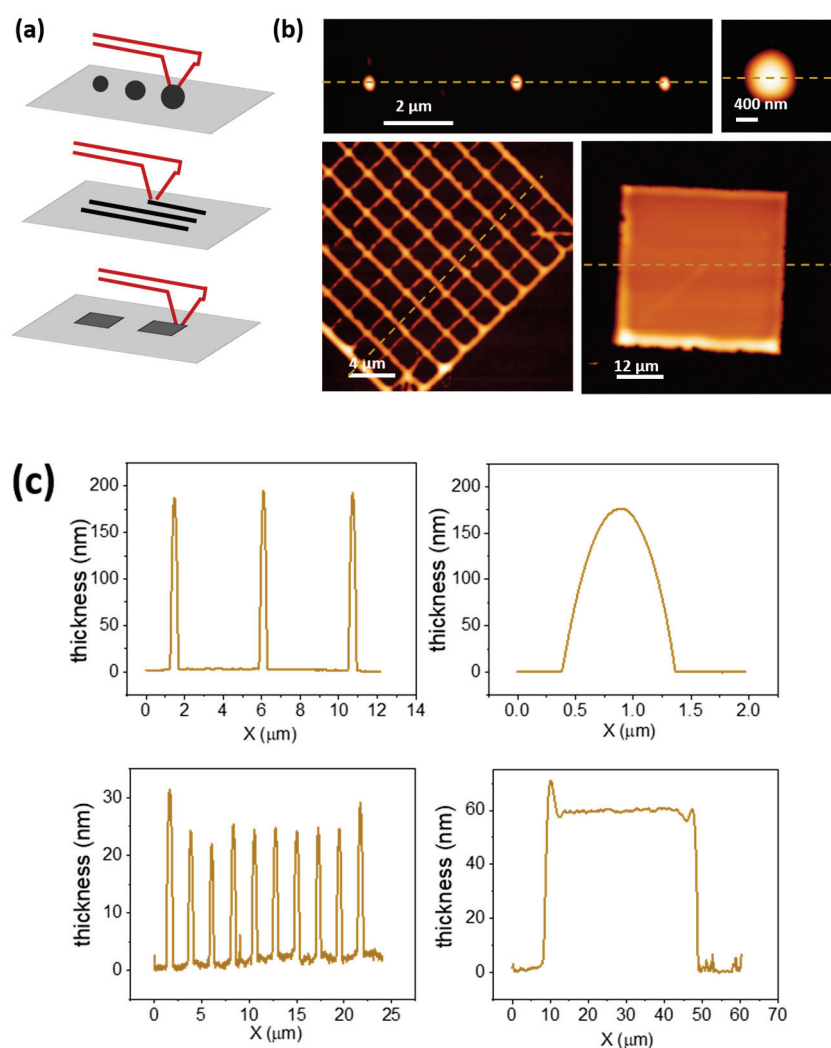 (a)
(b)
2 μm
400 nm
4 μm
12 μm
(c)
200
150
100
50
0
thickness (nm)
0 2 4 6 8 10 12 14
X (μm)
200
150
100
50
0
thickness (nm)
0.0 0.5 1.0 1.5 2.0
X (μm)
30
20
10
0
thickness (nm)
0 5 10 15 20 25
X (μm)
60
40
20
0
thickness (nm)
0 10 20 30 40 50 60 70
X (μm)